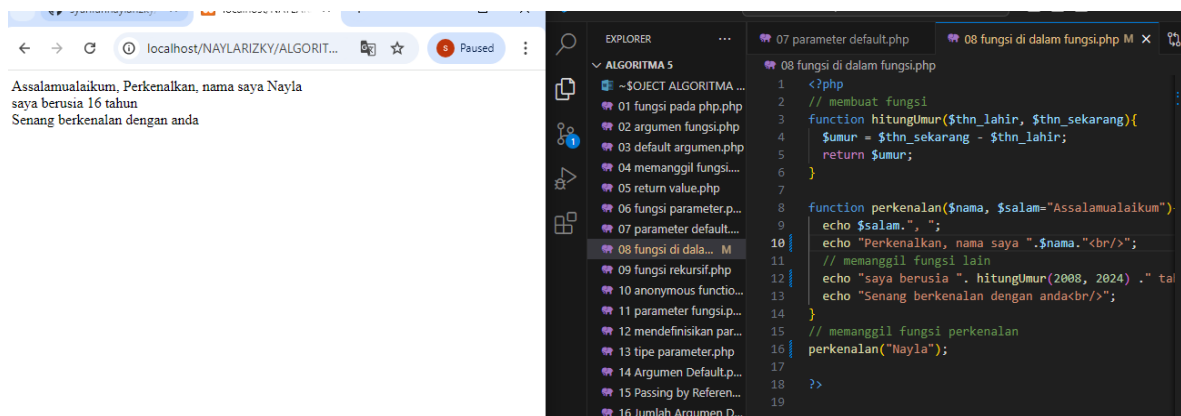 localhost/NAYLARIZKY/ALGORIT...
S Paused
Assalamualaikum, Perkenalkan, nama saya Nayla
saya berusia 16 tahun
Senang berkenalan dengan anda
EXPLORER ...
ALGORITMA 5
~$OJECT ALGORITMA ...
01 fungsi pada php.php
02 argumen fungsi.php
03 default argumen.php
04 memanggil fungsi....
05 return value.php
06 fungsi parameter.p...
07 parameter default....
08 fungsi di dala... M
09 fungsi rekursif.php
10 anonymous functio...
11 parameter fungsi.p...
12 mendefinisikan par...
13 tipe parameter.php
14 Argumen Default.p...
15 Passing by Referen...
16 Jumlah Argumen D...
1
07 parameter default.php
08 fungsi di dalam fungsi.php M
08 fungsi di dalam fungsi.php
1 <?php
2 // membuat fungsi
3 function hitungUmur($thn_lahir, $thn_sekarang){
4 $umur = $thn_sekarang - $thn_lahir;
5 return $umur;
6 }
7
8 function perkenalan($nama, $salam="Assalamualaikum"){
9 echo $salam.", ";
10 echo "Perkenalkan, nama saya ".$nama."<br/>";
11 // memanggil fungsi lain
12 echo "saya berusia ". hitungUmur(2008, 2024) ." ta
13 echo "Senang berkenalan dengan anda<br/>";
14 }
15 // memanggil fungsi perkenalan
16 perkenalan("Nayla");
17
18 ?>
19